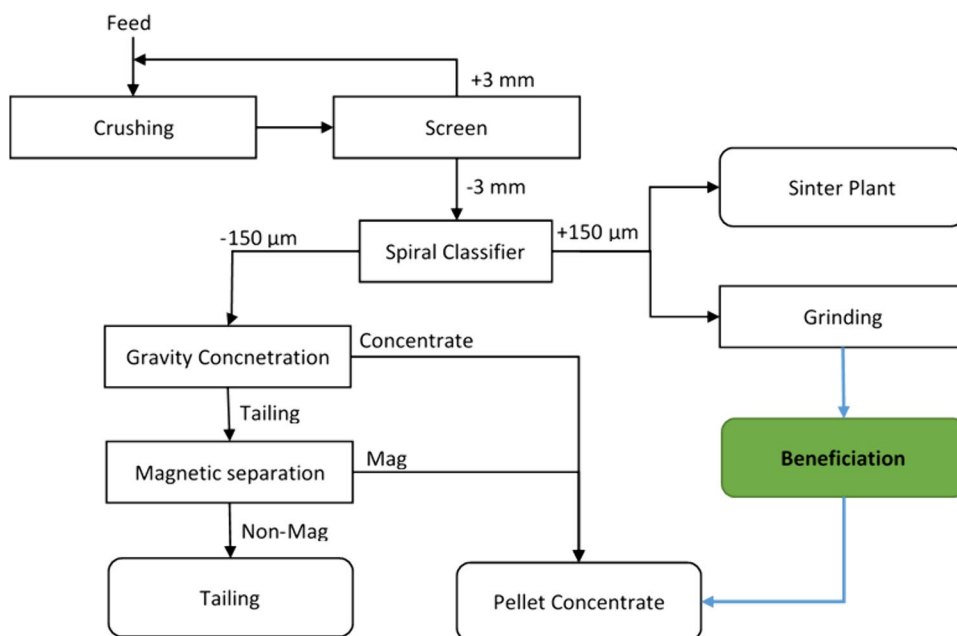 Feed
+3 mm
Crushing
Screen
-3 mm
Sinter Plant
-150 µm
+150 µm
Spiral Classifier
Grinding
Concentrate
Gravity Concnetration
Tailing
Beneficiation
Mag
Magnetic separation
Non-Mag
Tailing
Pellet Concentrate